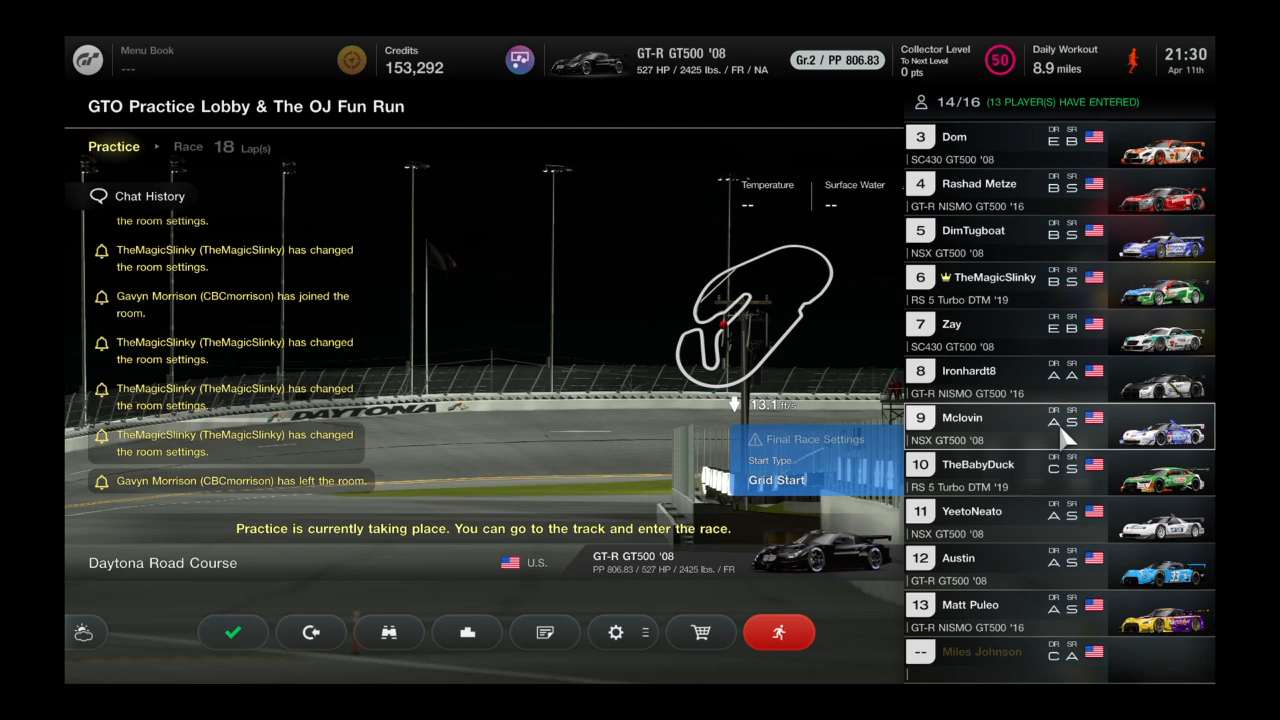 Menu Book
---
Credits
153,292
GT-R GT500 '08
527 HP / 2425 lbs. / FR / NA
Gr.2 / PP 806.83
Collector Level
To Next Level
0 pts
50
Daily Workout
8.9 miles
21:30
Apr 11th
GTO Practice Lobby & The OJ Fun Run
14/16 (13 PLAYER(S) HAVE ENTERED)
Practice
Race 18 Lap(s)
Chat History
the room settings.
TheMagicSlinky (TheMagicSlinky) has changed
the room settings.
Gavyn Morrison (CBCmorrison) has joined the
room.
TheMagicSlinky (TheMagicSlinky) has changed
the room settings.
TheMagicSlinky (TheMagicSlinky) has changed
the room settings.
TheMagicSlinky (TheMagicSlinky) has changed
the room settings.
Gavyn Morrison (CBCmorrison) has left the room.
Temperature
--
Surface Water
--
13.1 ft/s
DAYTONA
Final Race Settings
Start Type
Grid Start
Practice is currently taking place. You can go to the track and enter the race.
Daytona Road Course
U.S.
GT-R GT500 '08
PP 806.83 / 527 HP / 2425 lbs. / FR
3 Dom DR E SR B
SC430 GT500 '08
4 Rashad Metze DR B SR S
GT-R NISMO GT500 '16
5 DimTugboat DR B SR S
NSX GT500 '08
6 TheMagicSlinky DR B SR S
RS 5 Turbo DTM '19
7 Zay DR E SR B
SC430 GT500 '08
8 Ironhardt8 DR A SR A
GT-R NISMO GT500 '16
9 Mclovin DR A SR S
NSX GT500 '08
10 TheBabyDuck DR C SR S
RS 5 Turbo DTM '19
11 YeetoNeato DR A SR S
NSX GT500 '08
12 Austin DR A SR S
GT-R GT500 '08
13 Matt Puleo DR A SR S
GT-R NISMO GT500 '16
-- Miles Johnson DR C SR A